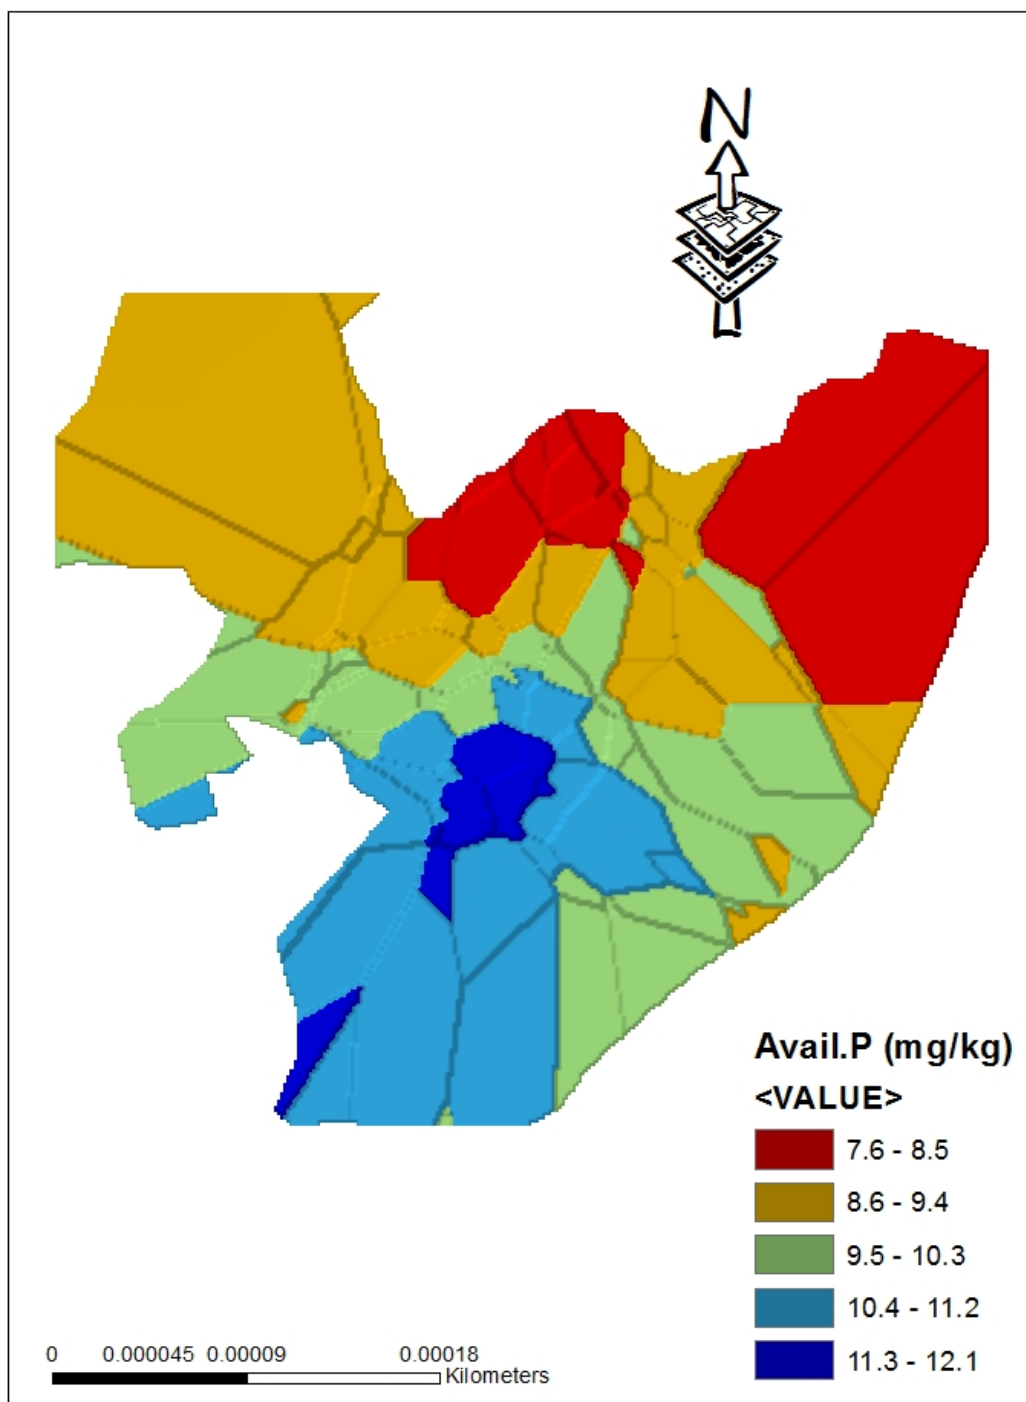 N
Avail.P (mg/kg)
<VALUE>
7.6 - 8.5
8.6 - 9.4
9.5 - 10.3
10.4 - 11.2
11.3 - 12.1
0 0.000045 0.00009 0.00018
Kilometers